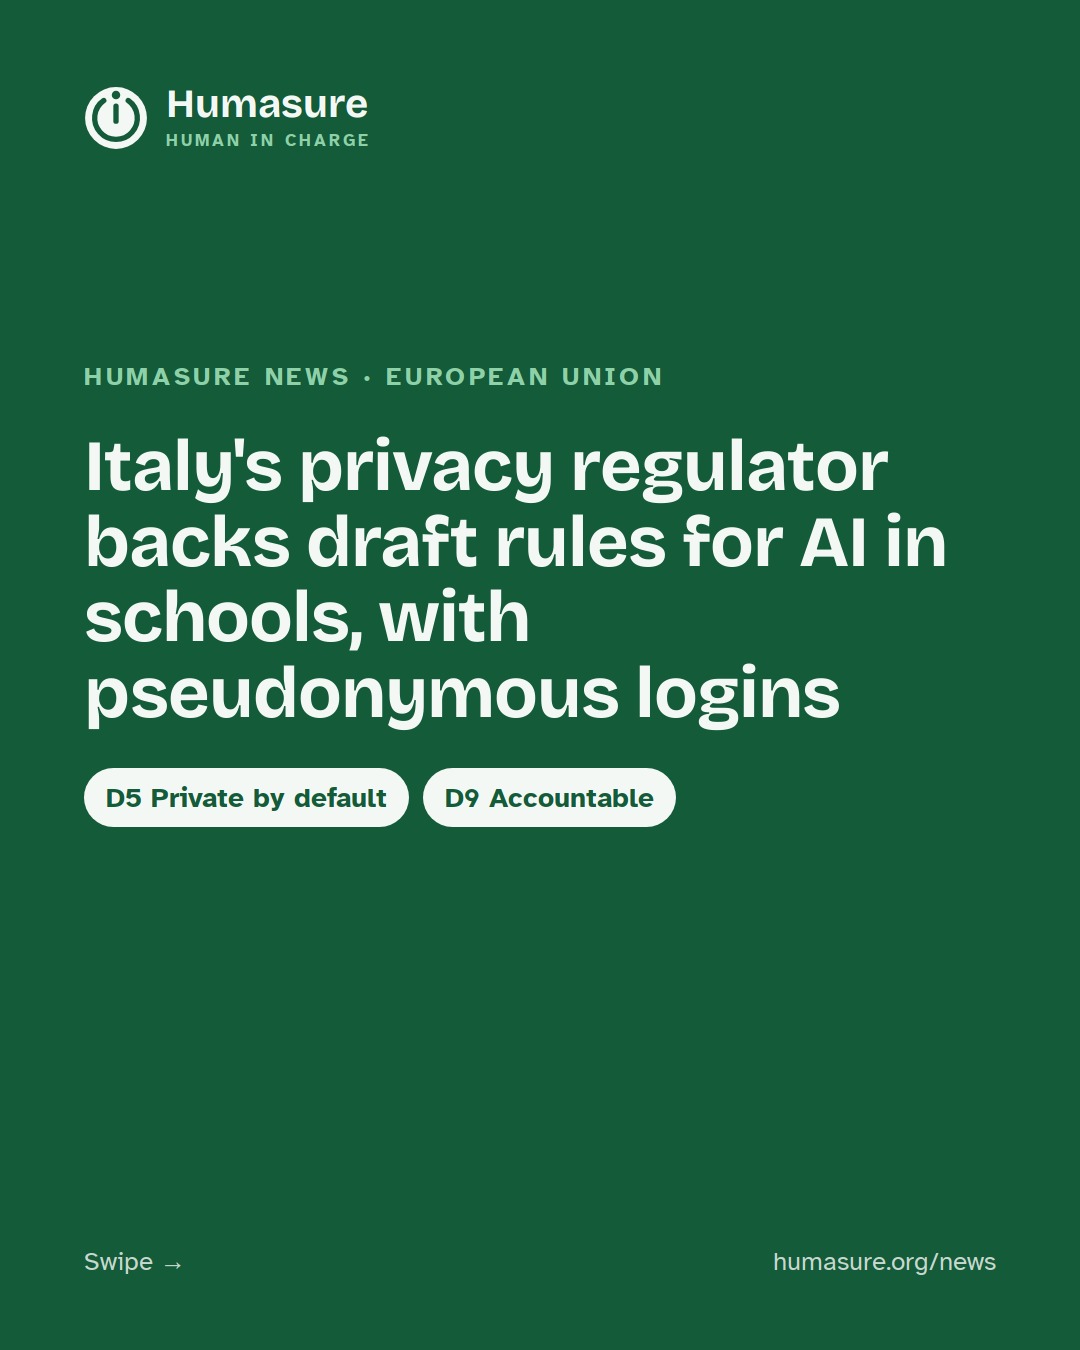 Humasure
HUMAN IN CHARGE
HUMASURE NEWS · EUROPEAN UNION
Italy's privacy regulator
backs draft rules for AI in
schools, with
pseudonymous logins
D5 Private by default
D9 Accountable
Swipe →
humasure.org/news